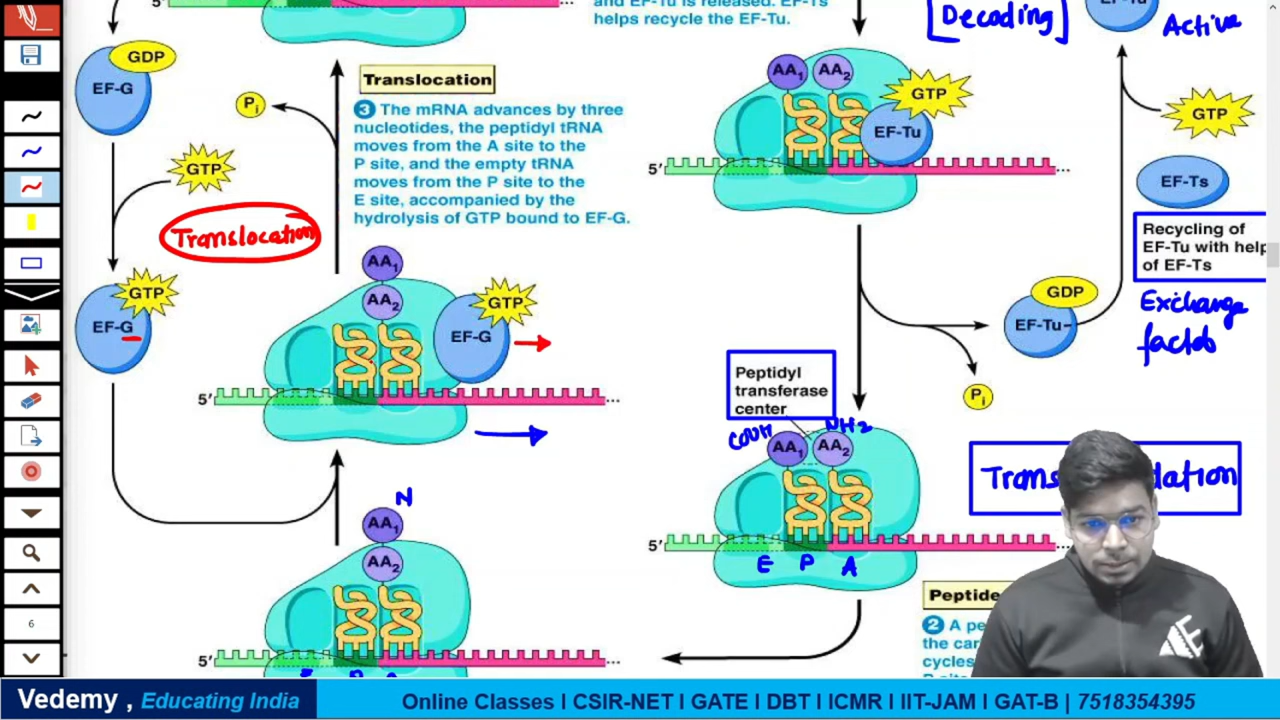 and EF-Tu is released. EF-Ts
helps recycle the EF-Tu.
[Decoding]
Active
GDP
EF-G
Pi
GTP
Translocation
Translocation
3 The mRNA advances by three
nucleotides, the peptidyl tRNA
moves from the A site to the
P site, and the empty tRNA
moves from the P site to the
E site, accompanied by the
hydrolysis of GTP bound to EF-G.
GTP
EF-G
AA1
AA2
GTP
EF-G
5′
...
AA1 AA2
GTP
EF-Tu
5′
...
GTP
EF-Ts
Recycling of
EF-Tu with help
of EF-Ts
Exchange
factor
GDP
EF-Tu
Pi
Peptidyl
transferase
center
COOH NH2
AA1 AA2
5′
...
E P A
N
AA1
AA2
5′
...
Peptide
2 A pe
the car
cycles
6
Vedemy , Educating India
Online Classes I CSIR-NET I GATE I DBT I ICMR I IIT-JAM I GAT-B | 7518354395